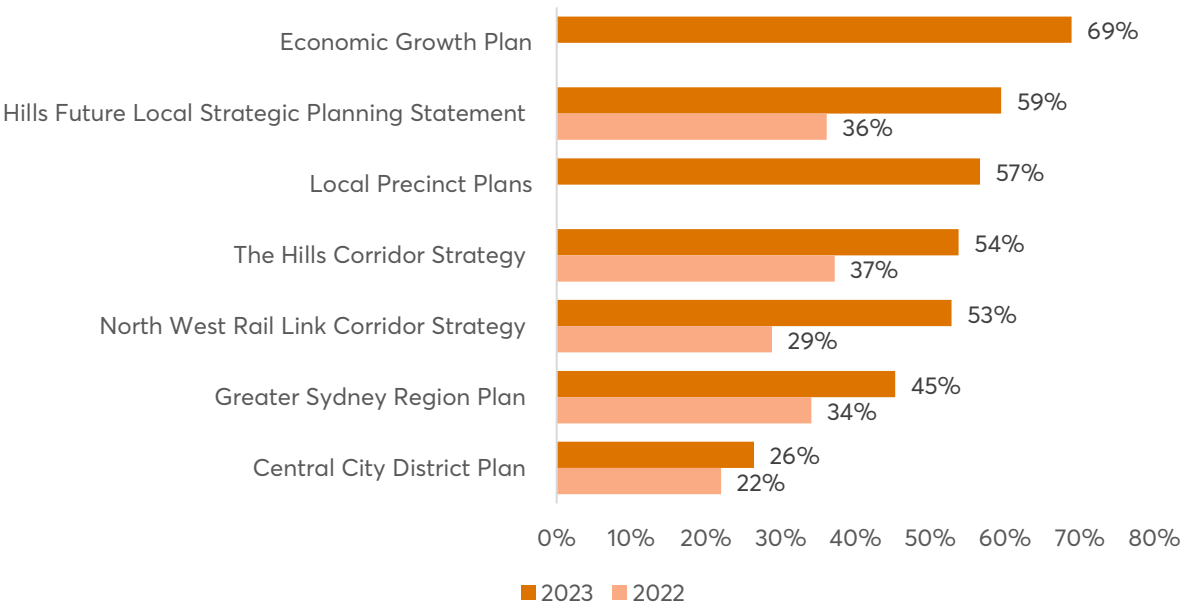 Economic Growth Plan 69%
Hills Future Local Strategic Planning Statement 59%
36%
Local Precinct Plans 57%
The Hills Corridor Strategy 54%
37%
North West Rail Link Corridor Strategy 53%
29%
Greater Sydney Region Plan 45%
34%
Central City District Plan 26%
22%
0% 10% 20% 30% 40% 50% 60% 70% 80%
2023 2022